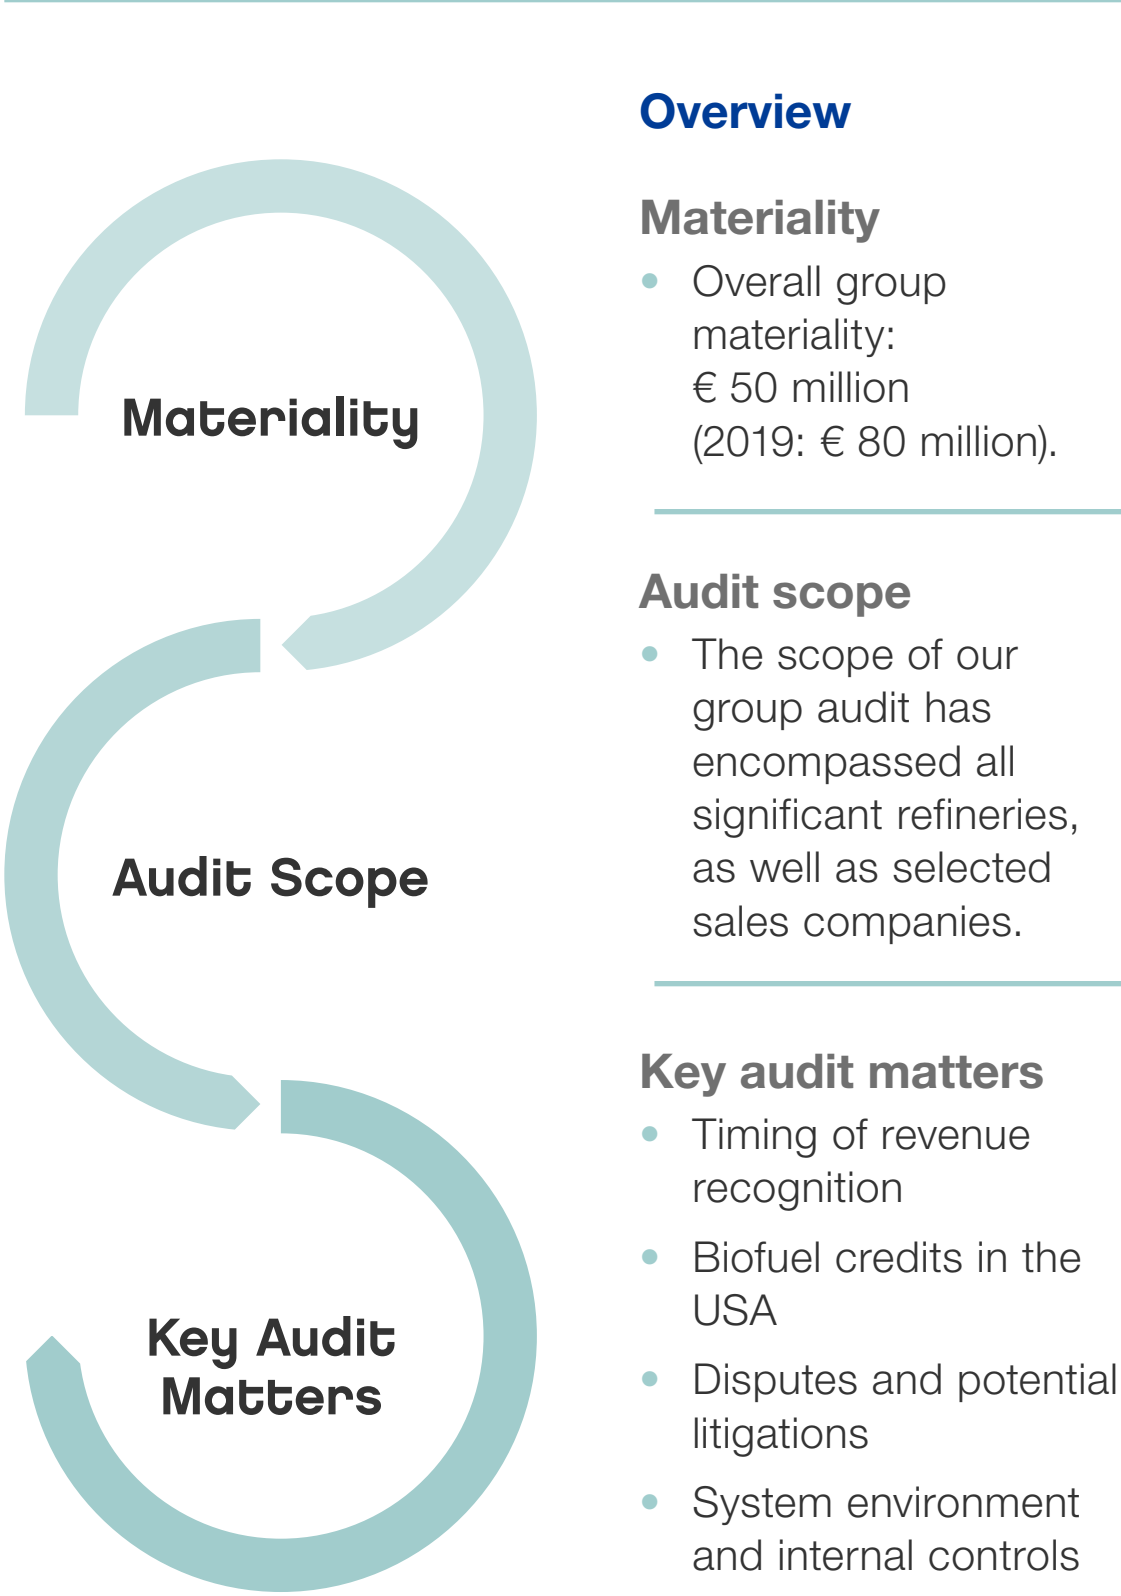 Overview
Materiality
• Overall group
materiality:
€ 50 million
(2019: € 80 million).
Materiality
Audit scope
• The scope of our
group audit has
encompassed all
significant refineries,
as well as selected
sales companies.
Audit Scope
Key audit matters
• Timing of revenue
recognition
• Biofuel credits in the
USA
• Disputes and potential
litigations
• System environment
and internal controls
Key Audit
Matters